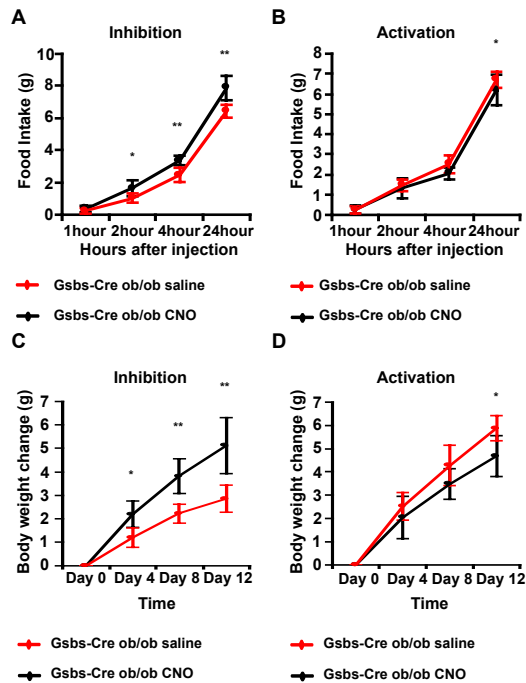 A
Inhibition
Food Intake (g)
10
8
6
4
2
0
*
**
**
1hour 2hour 4hour 24hour
Hours after injection
B
Activation
Food Intake (g)
8
7
6
5
4
3
2
1
0
*
1hour 2hour 4hour 24hour
Hours after injection
Gsbs-Cre ob/ob saline
Gsbs-Cre ob/ob CNO
Gsbs-Cre ob/ob saline
Gsbs-Cre ob/ob CNO
C
Inhibition
Body weight change (g)
7
6
5
4
3
2
1
0
*
**
**
Day 0 Day 4 Day 8 Day 12
Time
D
Activation
Body weight change (g)
7
6
5
4
3
2
1
0
*
Day 0 Day 4 Day 8 Day 12
Time
Gsbs-Cre ob/ob saline
Gsbs-Cre ob/ob CNO
Gsbs-Cre ob/ob saline
Gsbs-Cre ob/ob CNO